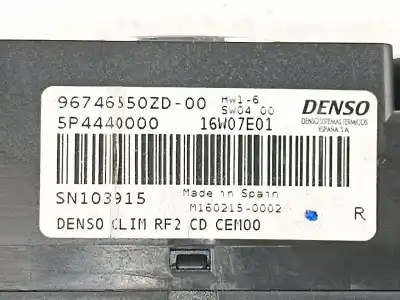 96746550ZD-00 HW1-6 DENSO
SW04 00
DENSO SISTEMAS TERMICOS
5P4440000 16W07E01
ESPAÑA S.A.
SN103915 Made in Spain
M160215-0002
DENSO CLIM RF2 CD CEMOO R